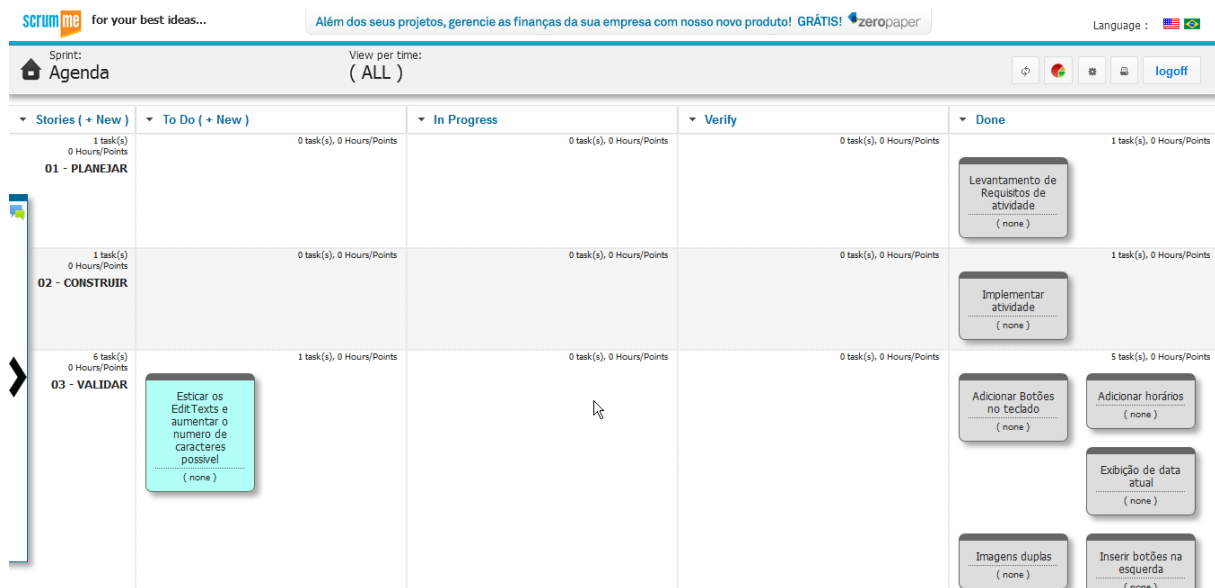 scrum me for your best ideas...
Além dos seus projetos, gerencie as finanças da sua empresa com nosso novo produto! GRÁTIS! zeropaper
Language :
Sprint:
Agenda
View per time:
( ALL )
logoff
Stories ( + New )
To Do ( + New )
In Progress
Verify
Done
1 task(s)
0 Hours/Points
01 - PLANEJAR
0 task(s), 0 Hours/Points
0 task(s), 0 Hours/Points
0 task(s), 0 Hours/Points
1 task(s), 0 Hours/Points
Levantamento de
Requisitos de
atividade
( none )
1 task(s)
0 Hours/Points
02 - CONSTRUIR
0 task(s), 0 Hours/Points
0 task(s), 0 Hours/Points
0 task(s), 0 Hours/Points
1 task(s), 0 Hours/Points
Implementar
atividade
( none )
6 task(s)
0 Hours/Points
03 - VALIDAR
1 task(s), 0 Hours/Points
Esticar os
EditTexts e
aumentar o
numero de
caracteres
possivel
( none )
0 task(s), 0 Hours/Points
0 task(s), 0 Hours/Points
5 task(s), 0 Hours/Points
Adicionar Botões
no teclado
( none )
Adicionar horários
( none )
Exibição de data
atual
( none )
Imagens duplas
( none )
Inserir botões na
esquerda
( none )